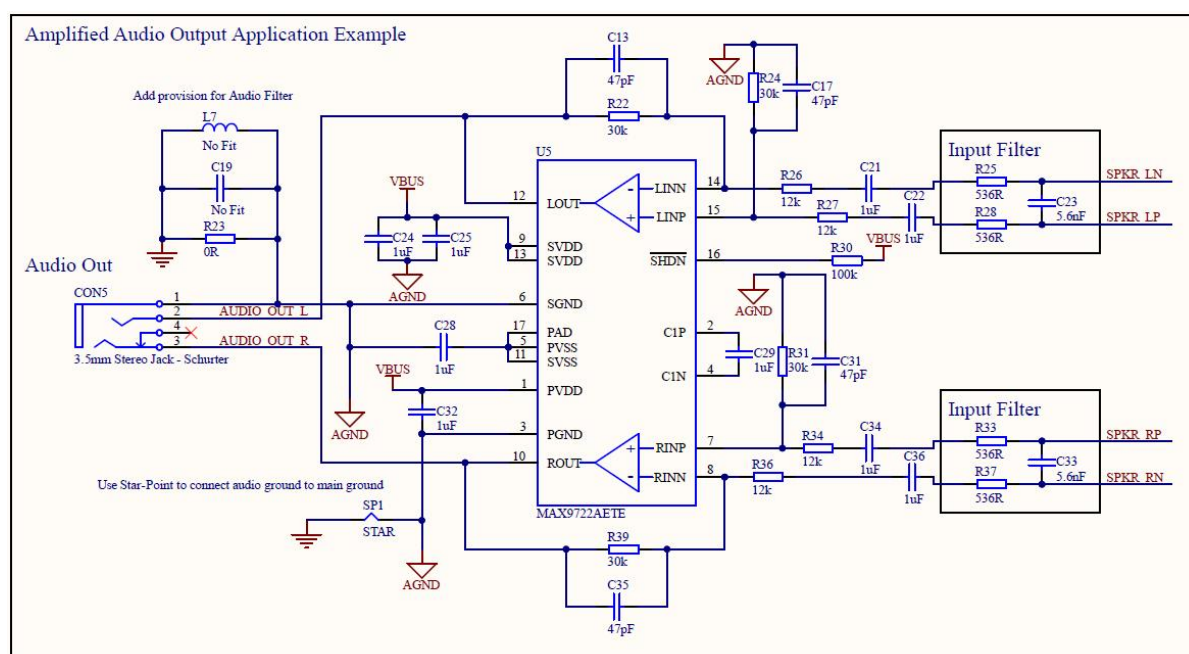 Amplified Audio Output Application Example
Add provision for Audio Filter
L7
No Fit
C19
No Fit
R23
0R
Audio Out
CON5
1
2
4
3
AUDIO OUT L
AUDIO OUT R
3.5mm Stereo Jack - Schurter
C13
47pF
R22
30k
AGND
R24
30k
C17
47pF
U5
VBUS
C24
1uF
C25
1uF
AGND
12
LOUT
9
SVDD
13
SVDD
6
SGND
17
PAD
5
PVSS
11
SVSS
1
PVDD
3
PGND
10
ROUT
C28
1uF
VBUS
C32
1uF
AGND
LINN
14
LINP
15
SHDN
16
C1P
2
C1N
4
RINP
7
RINN
8
MAX9722AETE
R26
12k
C21
1uF
R27
12k
C22
1uF
R30
100k
VBUS
Input Filter
R25
536R
R28
536R
C23
5.6nF
SPKR LN
SPKR LP
AGND
C29
1uF
R31
30k
C31
47pF
R34
12k
C34
1uF
R36
12k
C36
1uF
Input Filter
R33
536R
R37
536R
C33
5.6nF
SPKR RP
SPKR RN
Use Star-Point to connect audio ground to main ground
SP1
STAR
AGND
R39
30k
C35
47pF